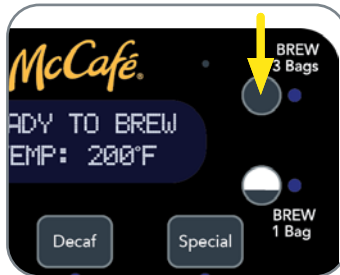 McCafé.
BREW
3 Bags
ADY TO BREW
EMP: 200°F
BREW
1 Bag
Decaf
Special